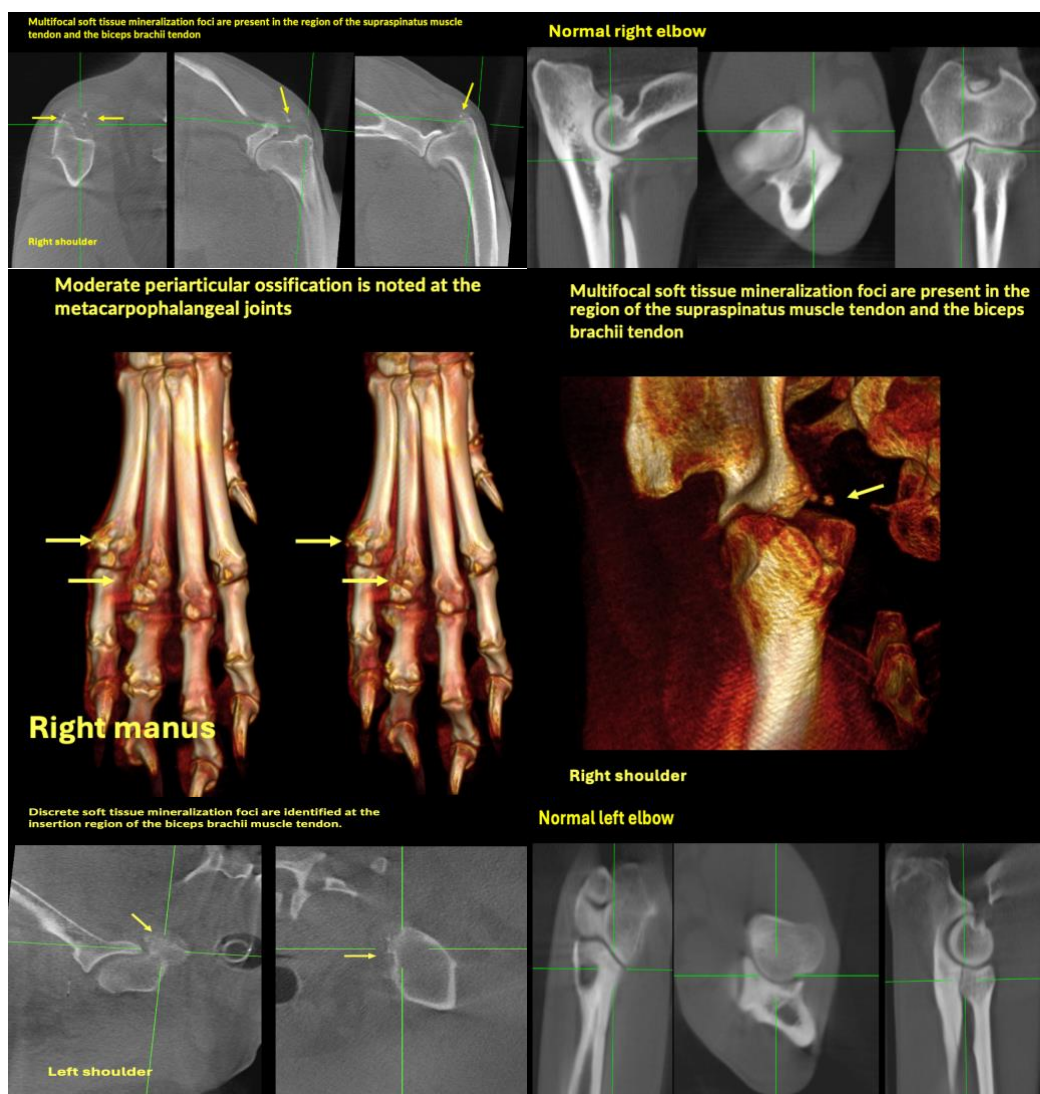 Multifocal soft tissue mineralization foci are present in the region of the supraspinatus muscle
tendon and the biceps brachii tendon
Right shoulder
Normal right elbow
Moderate periarticular ossification is noted at the
metacarpophalangeal joints
Right manus
Multifocal soft tissue mineralization foci are present in the
region of the supraspinatus muscle tendon and the biceps
brachii tendon
Right shoulder
Discrete soft tissue mineralization foci are identified at the
insertion region of the biceps brachii muscle tendon.
Left shoulder
Normal left elbow